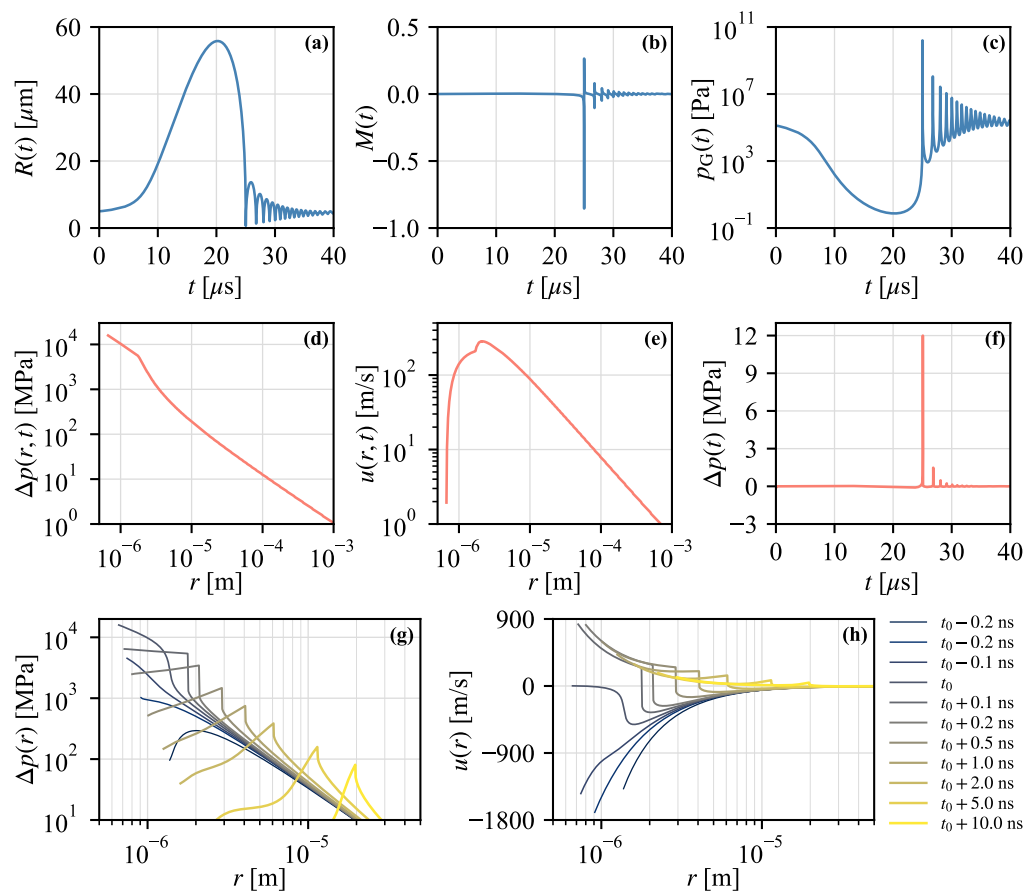 R(t) [μm]
60
40
20
0
0 10 20 30 40
t [μs]
(a)
M(t)
0.5
0.0
−0.5
−1.0
0 10 20 30 40
t [μs]
(b)
p_G(t) [Pa]
10^11
10^7
10^3
10^−1
0 10 20 30 40
t [μs]
(c)
Δp(r, t) [MPa]
10^4
10^3
10^2
10^1
10^0
10^−6 10^−5 10^−4 10^−3
r [m]
(d)
u(r, t) [m/s]
10^2
10^1
10^0
10^−6 10^−5 10^−4 10^−3
r [m]
(e)
Δp(t) [MPa]
12
9
6
3
0
−3
0 10 20 30 40
t [μs]
(f)
Δp(r) [MPa]
10^4
10^3
10^2
10^1
10^−6 10^−5
r [m]
(g)
u(r) [m/s]
900
0
−900
−1800
10^−6 10^−5
r [m]
(h)
t_0 − 0.2 ns
t_0 − 0.2 ns
t_0 − 0.1 ns
t_0
t_0 + 0.1 ns
t_0 + 0.2 ns
t_0 + 0.5 ns
t_0 + 1.0 ns
t_0 + 2.0 ns
t_0 + 5.0 ns
t_0 + 10.0 ns